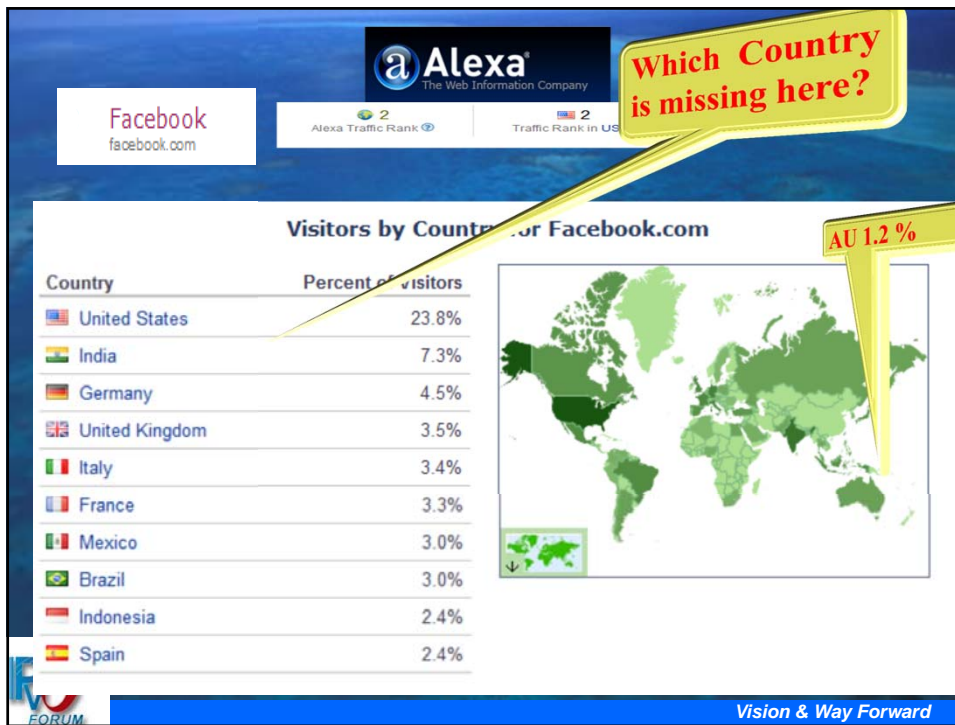 Alexa
The Web Information Company
Which Country
is missing here?
Facebook
facebook.com
2
Alexa Traffic Rank
2
Traffic Rank in US
Visitors by Country for Facebook.com
AU 1.2 %
Country Percent of Visitors
United States 23.8%
India 7.3%
Germany 4.5%
United Kingdom 3.5%
Italy 3.4%
France 3.3%
Mexico 3.0%
Brazil 3.0%
Indonesia 2.4%
Spain 2.4%
FORUM
Vision & Way Forward